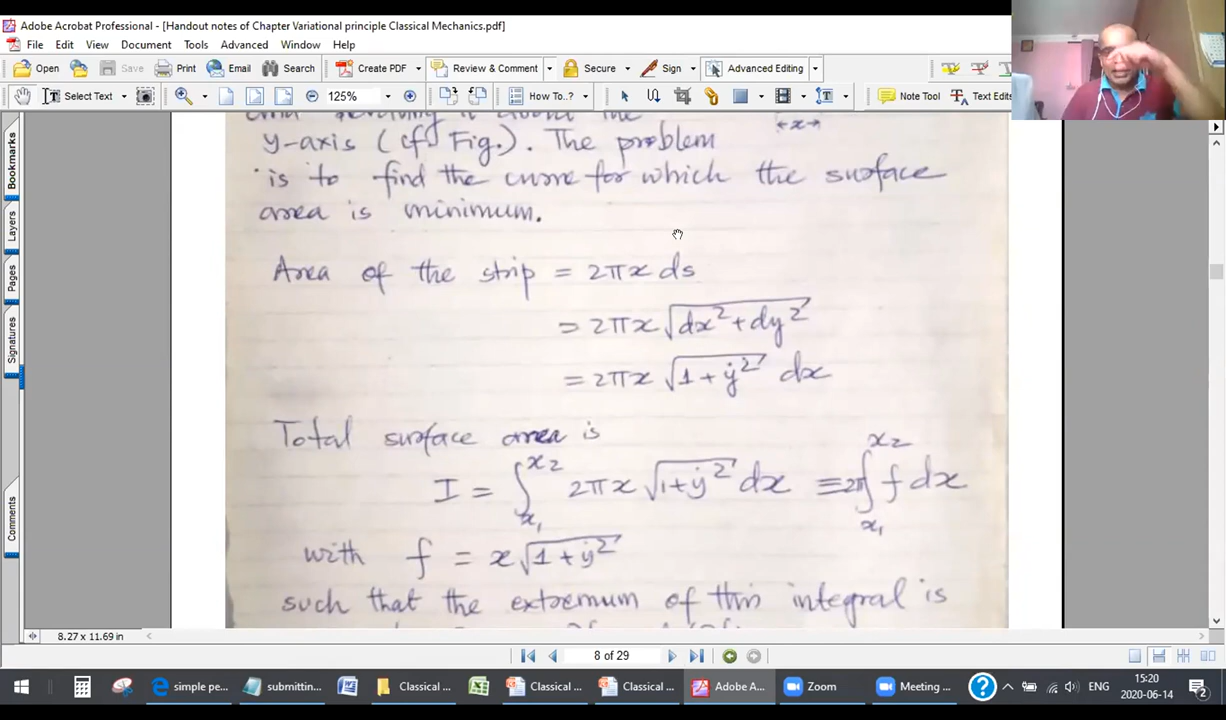 Adobe Acrobat Professional - [Handout notes of Chapter Variational principle Classical Mechanics.pdf]
File Edit View Document Tools Advanced Window Help
Open Save Print Email Search Create PDF Review & Comment Secure Sign Advanced Editing
Select Text 125% How To..? Note Tool Text Edits
Bookmarks
Layers
Pages
Signatures
Comments
about the
←x→
y-axis (cf Fig.). The problem
is to find the curve for which the surface
area is minimum.
Area of the strip = 2πx ds
= 2πx √(dx² + dy²)
= 2πx √(1 + ẏ²) dx
Total surface area is
I = ∫_{x₁}^{x₂} 2πx √(1+ẏ²) dx ≡ 2π ∫_{x₁}^{x₂} f dx
with f = x√(1 + ẏ²)
such that the extremum of this integral is
8.27 x 11.69 in
8 of 29
simple pe... submittin... Classical ... Classical ... Classical ... Adobe A... Zoom Meeting ... ENG
15:20
2020-06-14
2